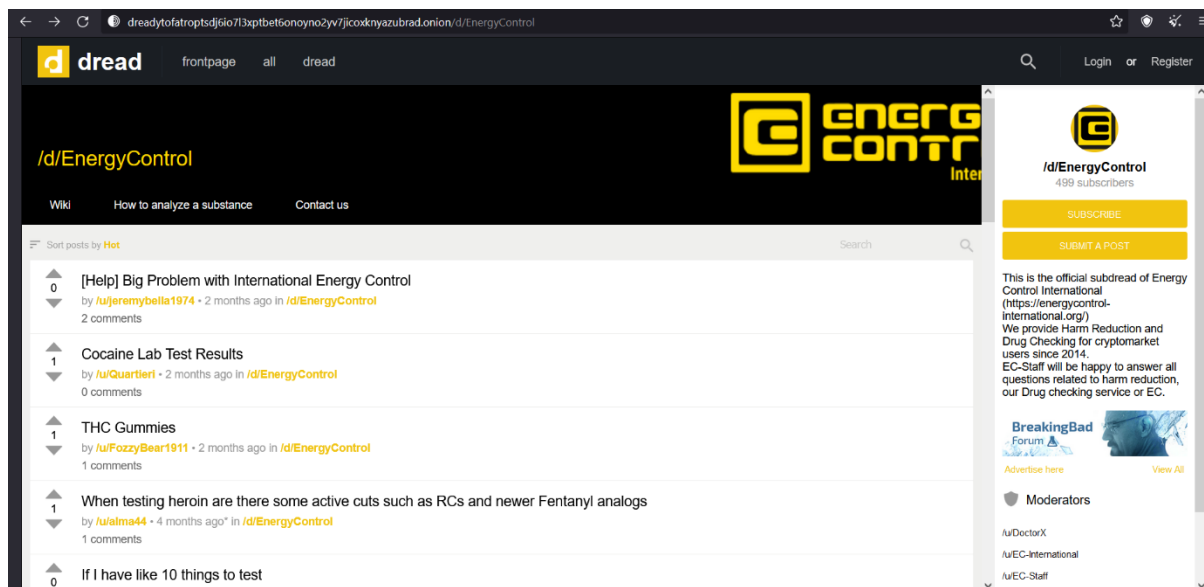 dreadytofatroptsdj6io7l3xptbet6onoyno2yv7jicoxknyazubrad.onion/d/EnergyControl
d dread frontpage all dread Login or Register
ENERG
CONTR
Inter
/d/EnergyControl
Wiki How to analyze a substance Contact us
Sort posts by Hot Search
0
[Help] Big Problem with International Energy Control
by /u/jeremybella1974 • 2 months ago in /d/EnergyControl
2 comments
1
Cocaine Lab Test Results
by /u/Quartieri • 2 months ago in /d/EnergyControl
0 comments
1
THC Gummies
by /u/FozzyBear1911 • 2 months ago in /d/EnergyControl
1 comments
1
When testing heroin are there some active cuts such as RCs and newer Fentanyl analogs
by /u/alma44 • 4 months ago* in /d/EnergyControl
1 comments
0
If I have like 10 things to test
/d/EnergyControl
499 subscribers
SUBSCRIBE
SUBMIT A POST
This is the official subdread of Energy
Control International
(https://energycontrol-
international.org/)
We provide Harm Reduction and
Drug Checking for cryptomarket
users since 2014.
EC-Staff will be happy to answer all
questions related to harm reduction,
our Drug checking service or EC.
BreakingBad
Forum
Advertise here View All
Moderators
/u/DoctorX
/u/EC-International
/u/EC-Staff